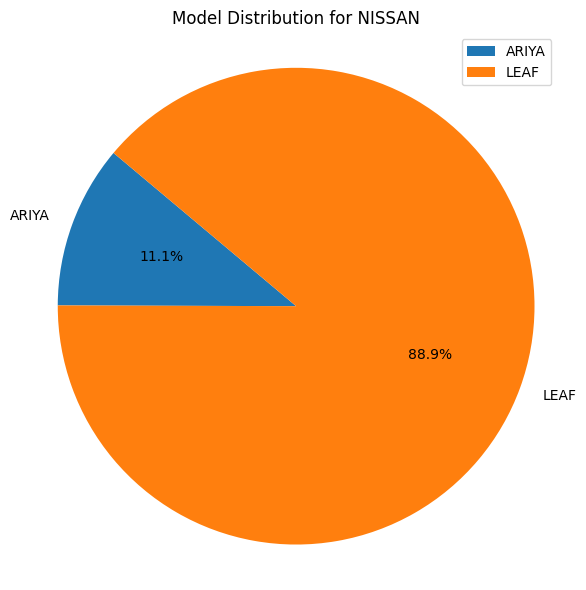 Model Distribution for NISSAN
ARIYA
LEAF
ARIYA
11.1%
88.9%
LEAF